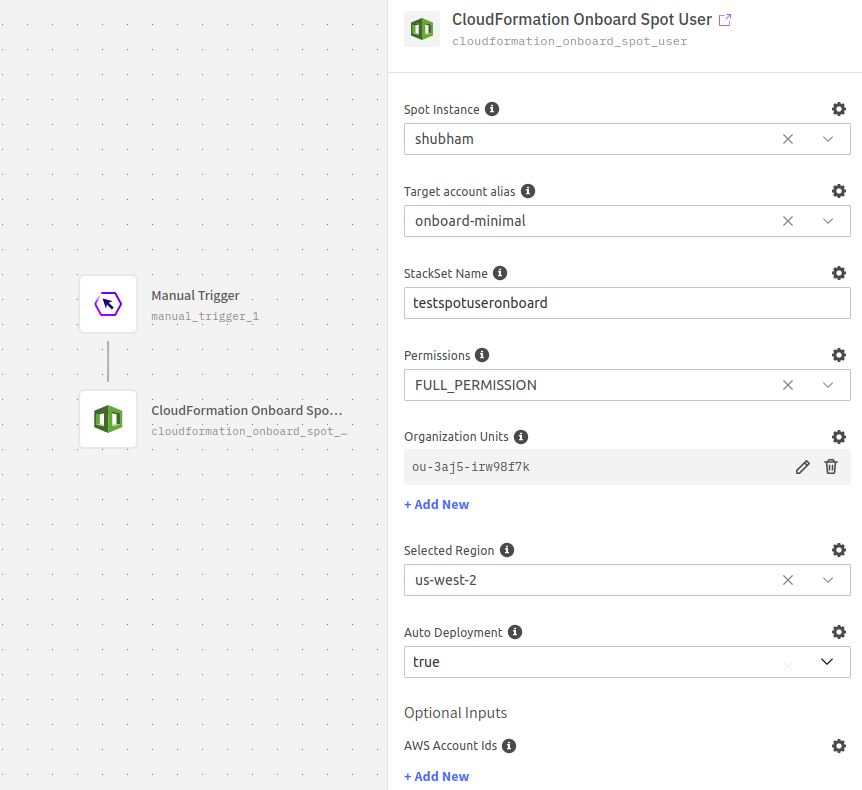 CloudFormation Onboard Spot User
cloudformation_onboard_spot_user
Spot Instance
shubham
Target account alias
onboard-minimal
StackSet Name
testspotuseronboard
Permissions
FULL_PERMISSION
Organization Units
ou-3aj5-irw98f7k
+ Add New
Selected Region
us-west-2
Auto Deployment
true
Optional Inputs
AWS Account Ids
+ Add New
Manual Trigger
manual_trigger_1
CloudFormation Onboard Spo...
cloudformation_onboard_spot_...